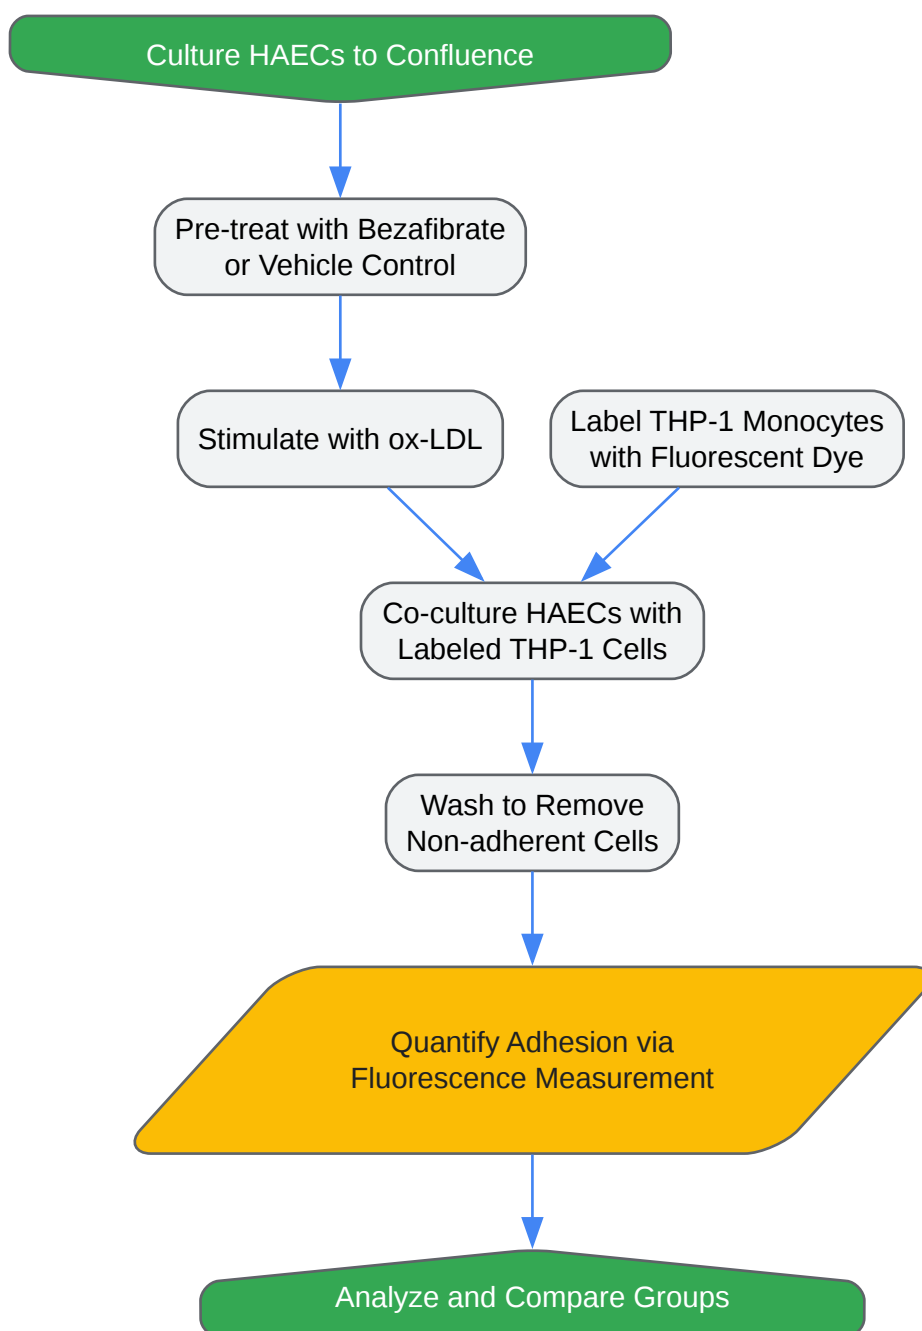 Culture HAECs to Confluence
Pre-treat with Bezafibrate
or Vehicle Control
Stimulate with ox-LDL
Label THP-1 Monocytes
with Fluorescent Dye
Co-culture HAECs with
Labeled THP-1 Cells
Wash to Remove
Non-adherent Cells
Quantify Adhesion via
Fluorescence Measurement
Analyze and Compare Groups